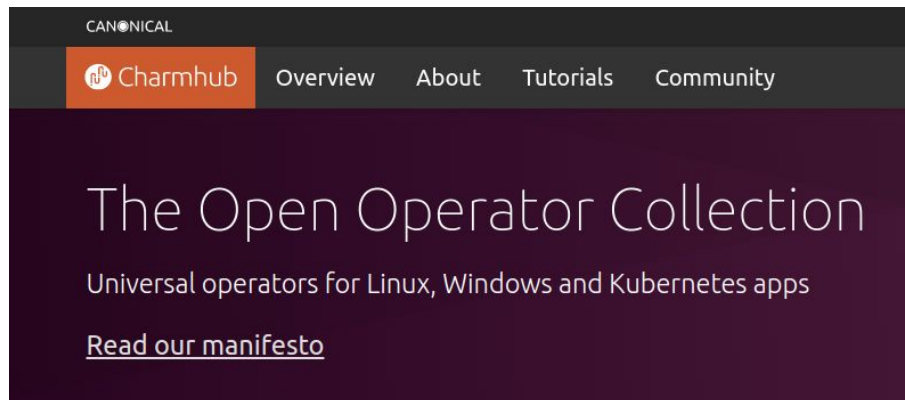 CANONICAL
Charmhub Overview About Tutorials Community
The Open Operator Collection
Universal operators for Linux, Windows and Kubernetes apps
Read our manifesto